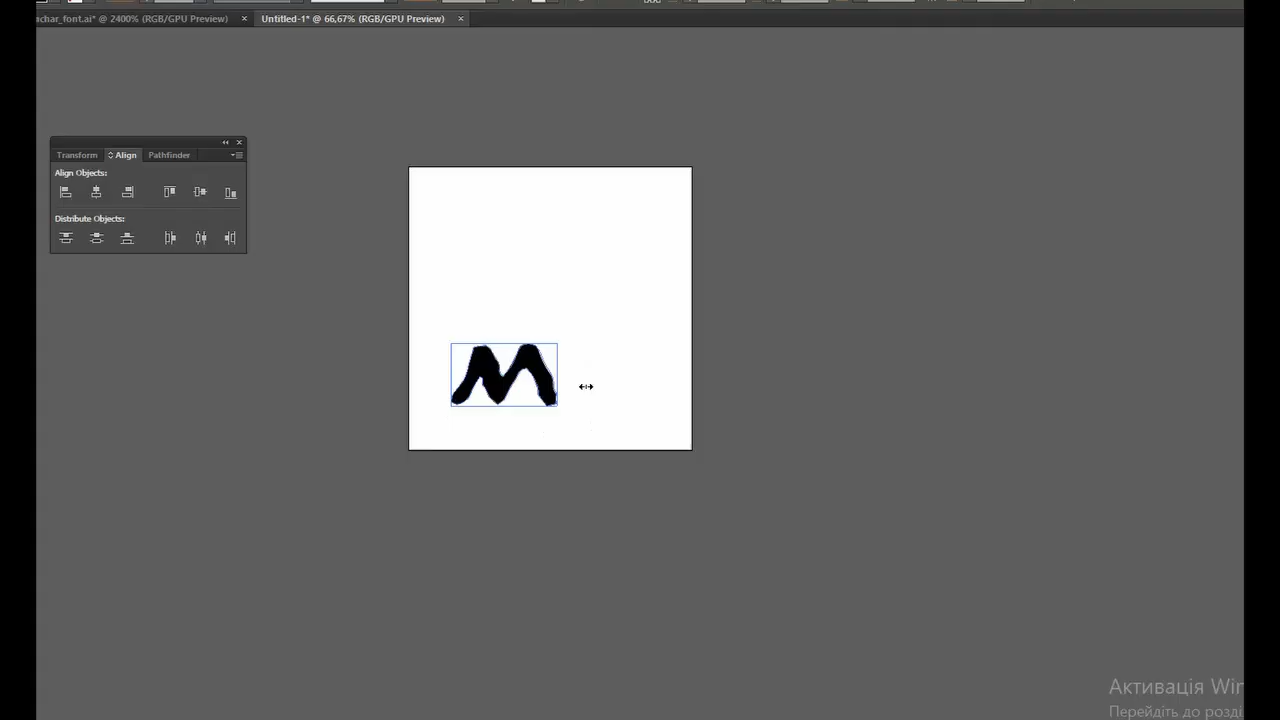 char_font.ai* @ 2400% (RGB/GPU Preview) ×
Untitled-1* @ 66,67% (RGB/GPU Preview) ×
Transform Align Pathfinder
Align Objects:
Distribute Objects:
M
Активація Wir
Перейдіть до розді